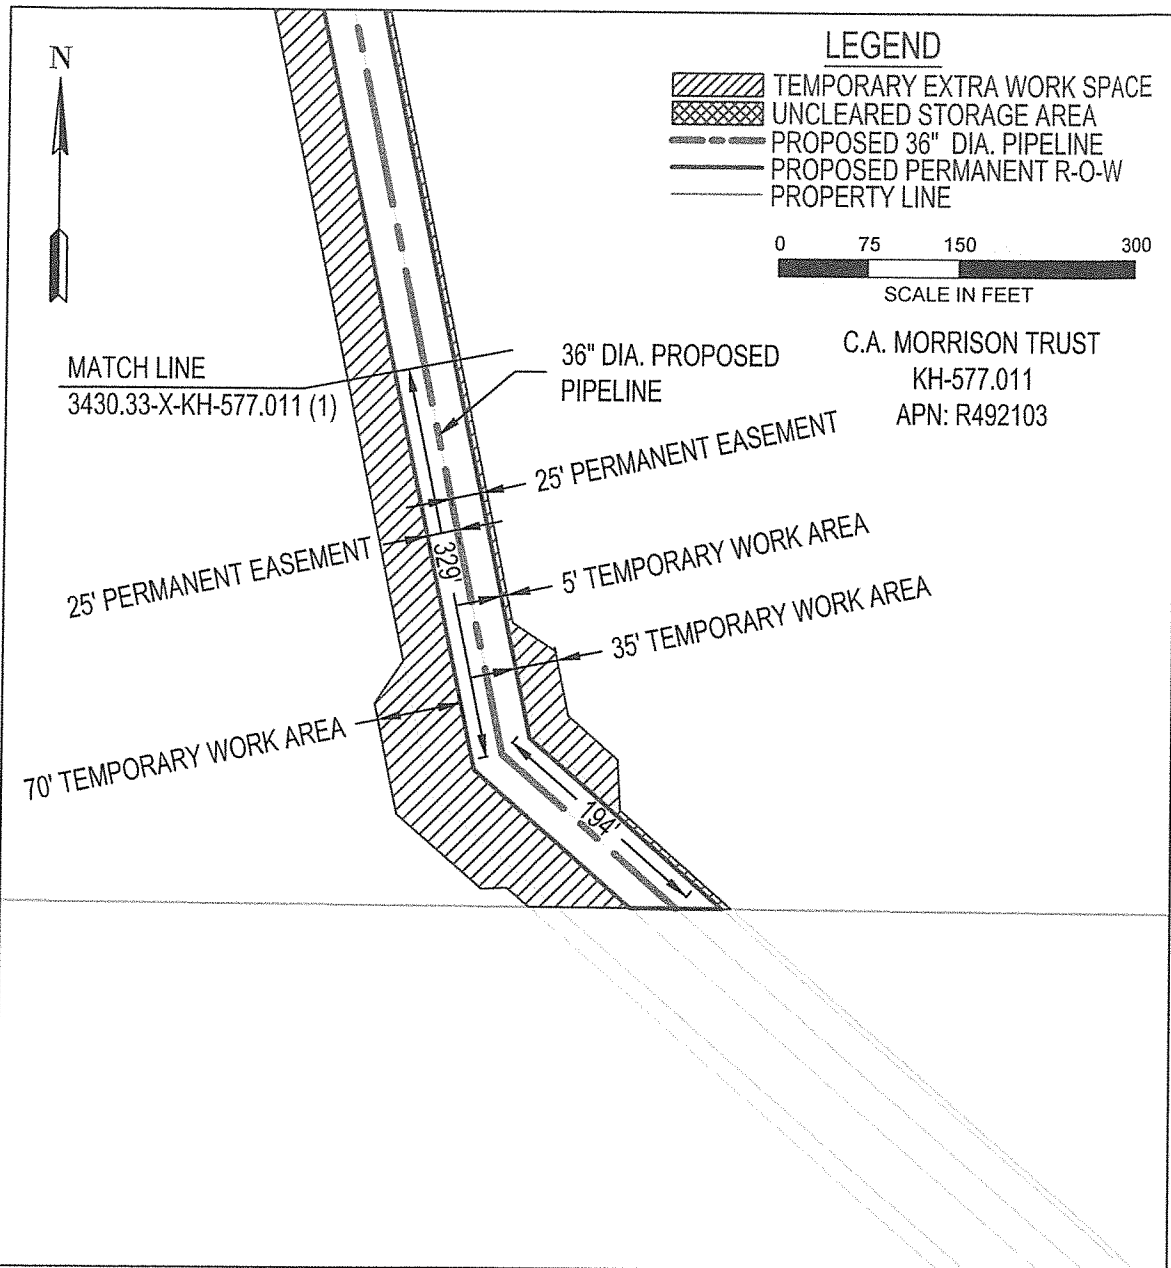 N
LEGEND
TEMPORARY EXTRA WORK SPACE
UNCLEARED STORAGE AREA
PROPOSED 36" DIA. PIPELINE
PROPOSED PERMANENT R-O-W
PROPERTY LINE
0 75 150 300
SCALE IN FEET
C.A. MORRISON TRUST
KH-577.011
APN: R492103
MATCH LINE
3430.33-X-KH-577.011 (1)
36" DIA. PROPOSED
PIPELINE
25' PERMANENT EASEMENT
25' PERMANENT EASEMENT
329'
5' TEMPORARY WORK AREA
35' TEMPORARY WORK AREA
70' TEMPORARY WORK AREA
194'